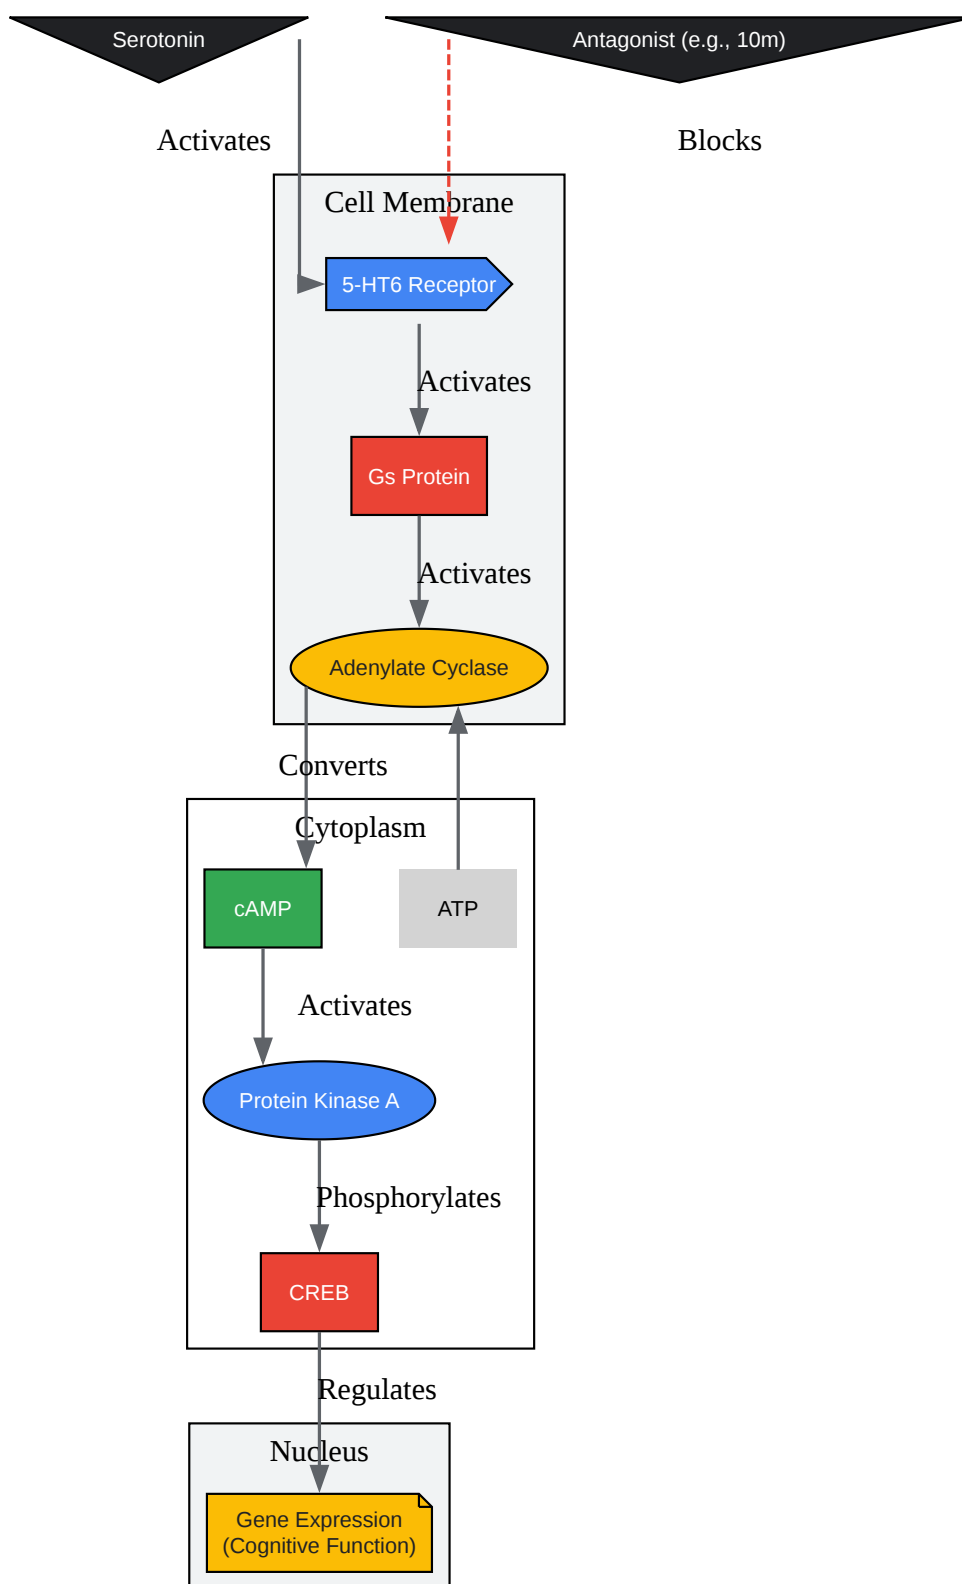 Serotonin
Antagonist (e.g., 10m)
Activates
Blocks
Cell Membrane
5-HT6 Receptor
Activates
Gs Protein
Activates
Adenylate Cyclase
Converts
Cytoplasm
cAMP
ATP
Activates
Protein Kinase A
Phosphorylates
CREB
Regulates
Nucleus
Gene Expression
(Cognitive Function)